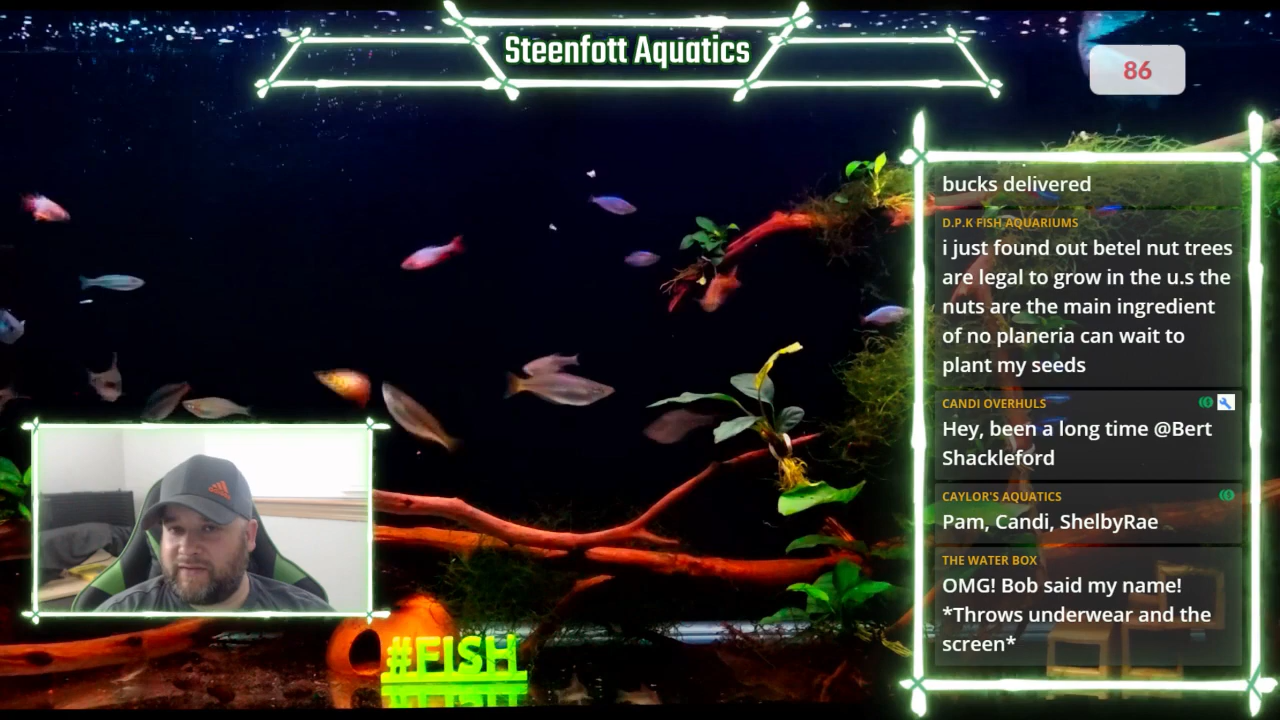 Steenfott Aquatics
86
bucks delivered
D.P.K FISH AQUARIUMS
i just found out betel nut trees
are legal to grow in the u.s the
nuts are the main ingredient
of no planeria can wait to
plant my seeds
CANDI OVERHULS
Hey, been a long time @Bert
Shackleford
CAYLOR'S AQUATICS
Pam, Candi, ShelbyRae
THE WATER BOX
OMG! Bob said my name!
*Throws underwear and the
screen*
#FISH